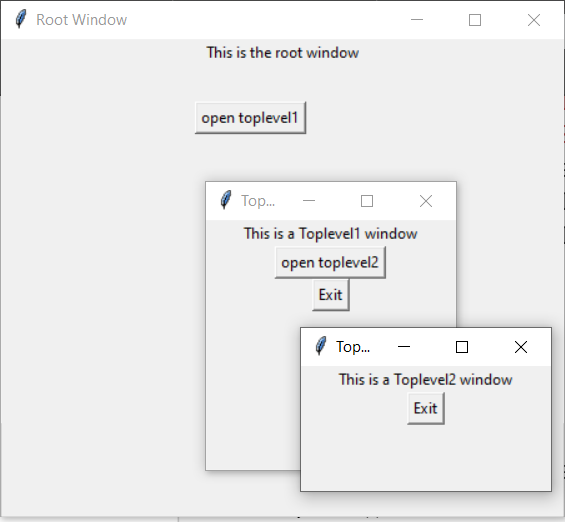 Root Window
This is the root window
open toplevel1
Top...
This is a Toplevel1 window
open toplevel2
Exit
Top...
This is a Toplevel2 window
Exit